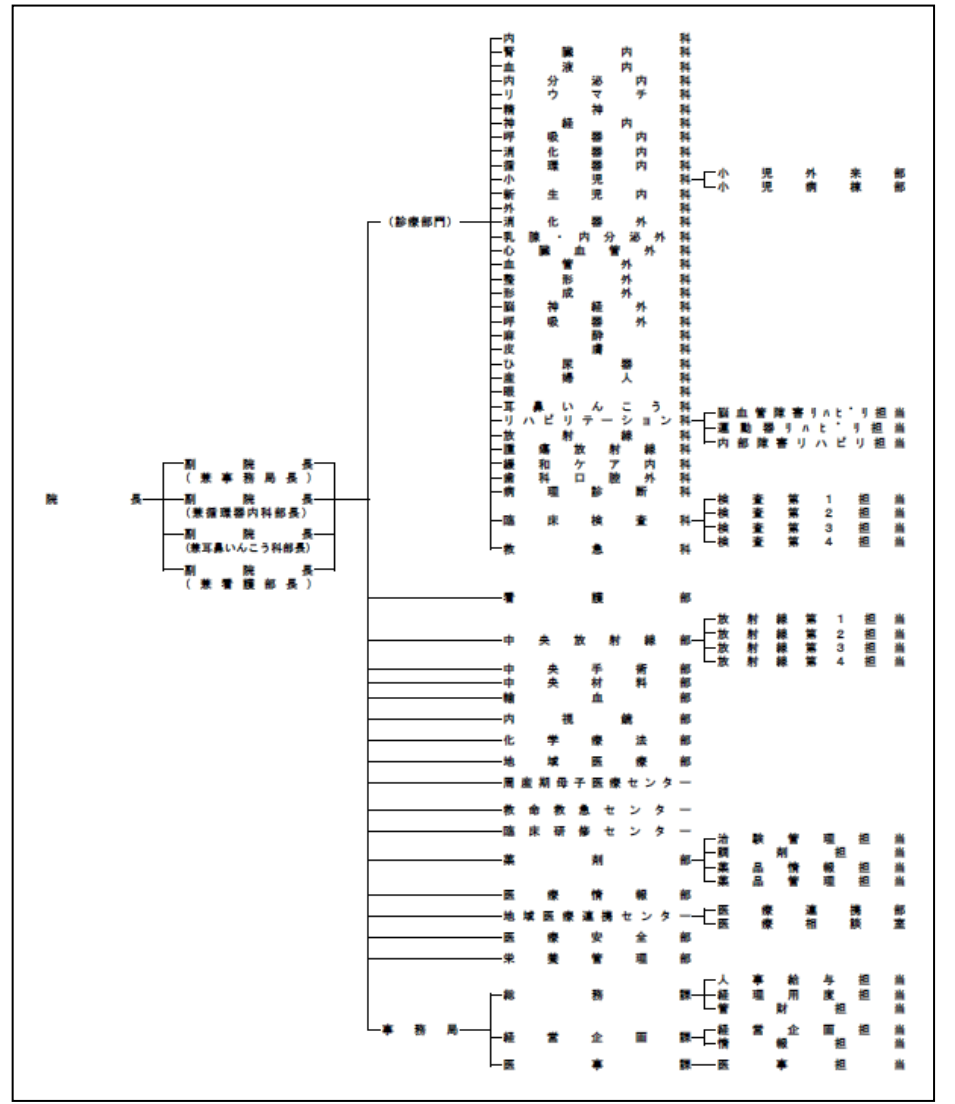 院長
副院長
(兼事務局長)
副院長
(兼循環器内科部長)
副院長
(兼耳鼻いんこう科部長)
副院長
(兼看護部長)
(診療部門)
内科
腎臓内科
血液内科
内分泌内科
リウマチ科
精神科
神経内科
呼吸器内科
消化器内科
循環器内科
小児科
小児外来部
小児病棟部
新生児内科
外科
消化器外科
乳腺・内分泌外科
心臓血管外科
血管外科
整形外科
形成外科
脳神経外科
呼吸器外科
麻酔科
皮膚科
ひ尿器科
産婦人科
眼科
耳鼻いんこう科
リハビリテーション科
脳血管障害リハビリ担当
運動器リハビリ担当
内部障害リハビリ担当
放射線科
腫瘍放射線科
緩和ケア内科
歯科口腔外科
病理診断科
臨床検査科
検査第1担当
検査第2担当
検査第3担当
検査第4担当
救急科
看護部
中央放射線部
放射線第1担当
放射線第2担当
放射線第3担当
放射線第4担当
中央手術部
中央材料部
輸血部
内視鏡部
化学療法部
地域医療部
周産期母子医療センター
救命救急センター
臨床研修センター
薬剤部
治験管理担当
調剤担当
薬品情報担当
薬品管理担当
医療情報部
地域医療連携センター
医療連携部
医療相談室
医療安全部
栄養管理部
事務局
総務課
人事給与担当
経理用度担当
管財担当
経営企画課
経営企画担当
情報担当
医事課
医事担当